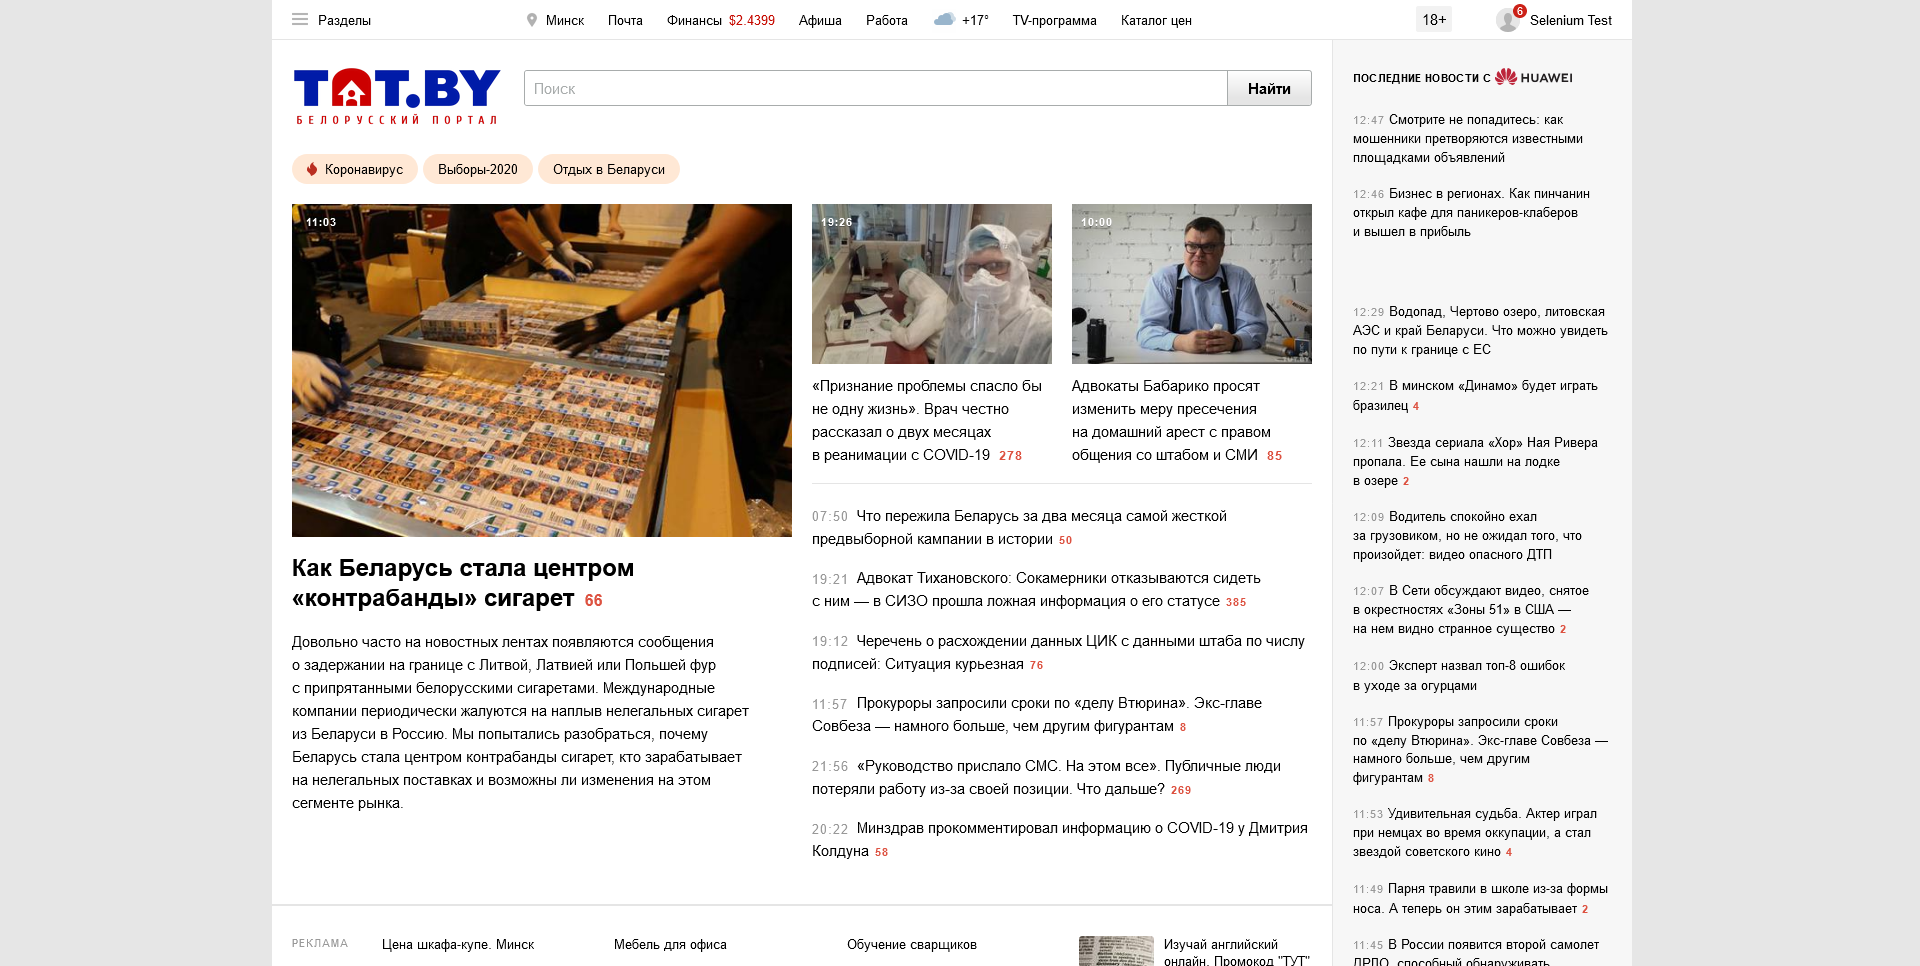 Разделы
Минск
Почта
Финансы $2.4399
Афиша
Работа
+17°
TV-программа
Каталог цен
18+
6
Selenium Test
TUT.BY
БЕЛОРУССКИЙ ПОРТАЛ
Поиск
Найти
Коронавирус
Выборы-2020
Отдых в Беларуси
11:03
Как Беларусь стала центром
«контрабанды» сигарет 66
Довольно часто на новостных лентах появляются сообщения
о задержании на границе с Литвой, Латвией или Польшей фур
с припрятанными белорусскими сигаретами. Международные
компании периодически жалуются на наплыв нелегальных сигарет
из Беларуси в Россию. Мы попытались разобраться, почему
Беларусь стала центром контрабанды сигарет, кто зарабатывает
на нелегальных поставках и возможны ли изменения на этом
сегменте рынка.
19:26
«Признание проблемы спасло бы
не одну жизнь». Врач честно
рассказал о двух месяцах
в реанимации с COVID-19 278
10:00
Адвокаты Бабарико просят
изменить меру пресечения
на домашний арест с правом
общения со штабом и СМИ 85
07:50 Что пережила Беларусь за два месяца самой жесткой
предвыборной кампании в истории 50
19:21 Адвокат Тихановского: Сокамерники отказываются сидеть
с ним — в СИЗО прошла ложная информация о его статусе 385
19:12 Черечень о расхождении данных ЦИК с данными штаба по числу
подписей: Ситуация курьезная 76
11:57 Прокуроры запросили сроки по «делу Втюрина». Экс-главе
Совбеза — намного больше, чем другим фигурантам 8
21:56 «Руководство прислало СМС. На этом все». Публичные люди
потеряли работу из-за своей позиции. Что дальше? 269
20:22 Минздрав прокомментировал информацию о COVID-19 у Дмитрия
Колдуна 58
РЕКЛАМА
Цена шкафа-купе. Минск
Мебель для офиса
Обучение сварщиков
Изучай английский
онлайн. Промокод "ТУТ"
ПОСЛЕДНИЕ НОВОСТИ С HUAWEI
12:47 Смотрите не попадитесь: как
мошенники претворяются известными
площадками объявлений
12:46 Бизнес в регионах. Как пинчанин
открыл кафе для паникеров-клаберов
и вышел в прибыль
12:29 Водопад, Чертово озеро, литовская
АЭС и край Беларуси. Что можно увидеть
по пути к границе с ЕС
12:21 В минском «Динамо» будет играть
бразилец 4
12:11 Звезда сериала «Хор» Ная Ривера
пропала. Ее сына нашли на лодке
в озере 2
12:09 Водитель спокойно ехал
за грузовиком, но не ожидал того, что
произойдет: видео опасного ДТП
12:07 В Сети обсуждают видео, снятое
в окрестностях «Зоны 51» в США —
на нем видно странное существо 2
12:00 Эксперт назвал топ-8 ошибок
в уходе за огурцами
11:57 Прокуроры запросили сроки
по «делу Втюрина». Экс-главе Совбеза —
намного больше, чем другим
фигурантам 8
11:53 Удивительная судьба. Актер играл
при немцах во время оккупации, а стал
звездой советского кино 4
11:49 Парня травили в школе из-за формы
носа. А теперь он этим зарабатывает 2
11:45 В России появится второй самолет
ДРЛО, способный обнаруживать